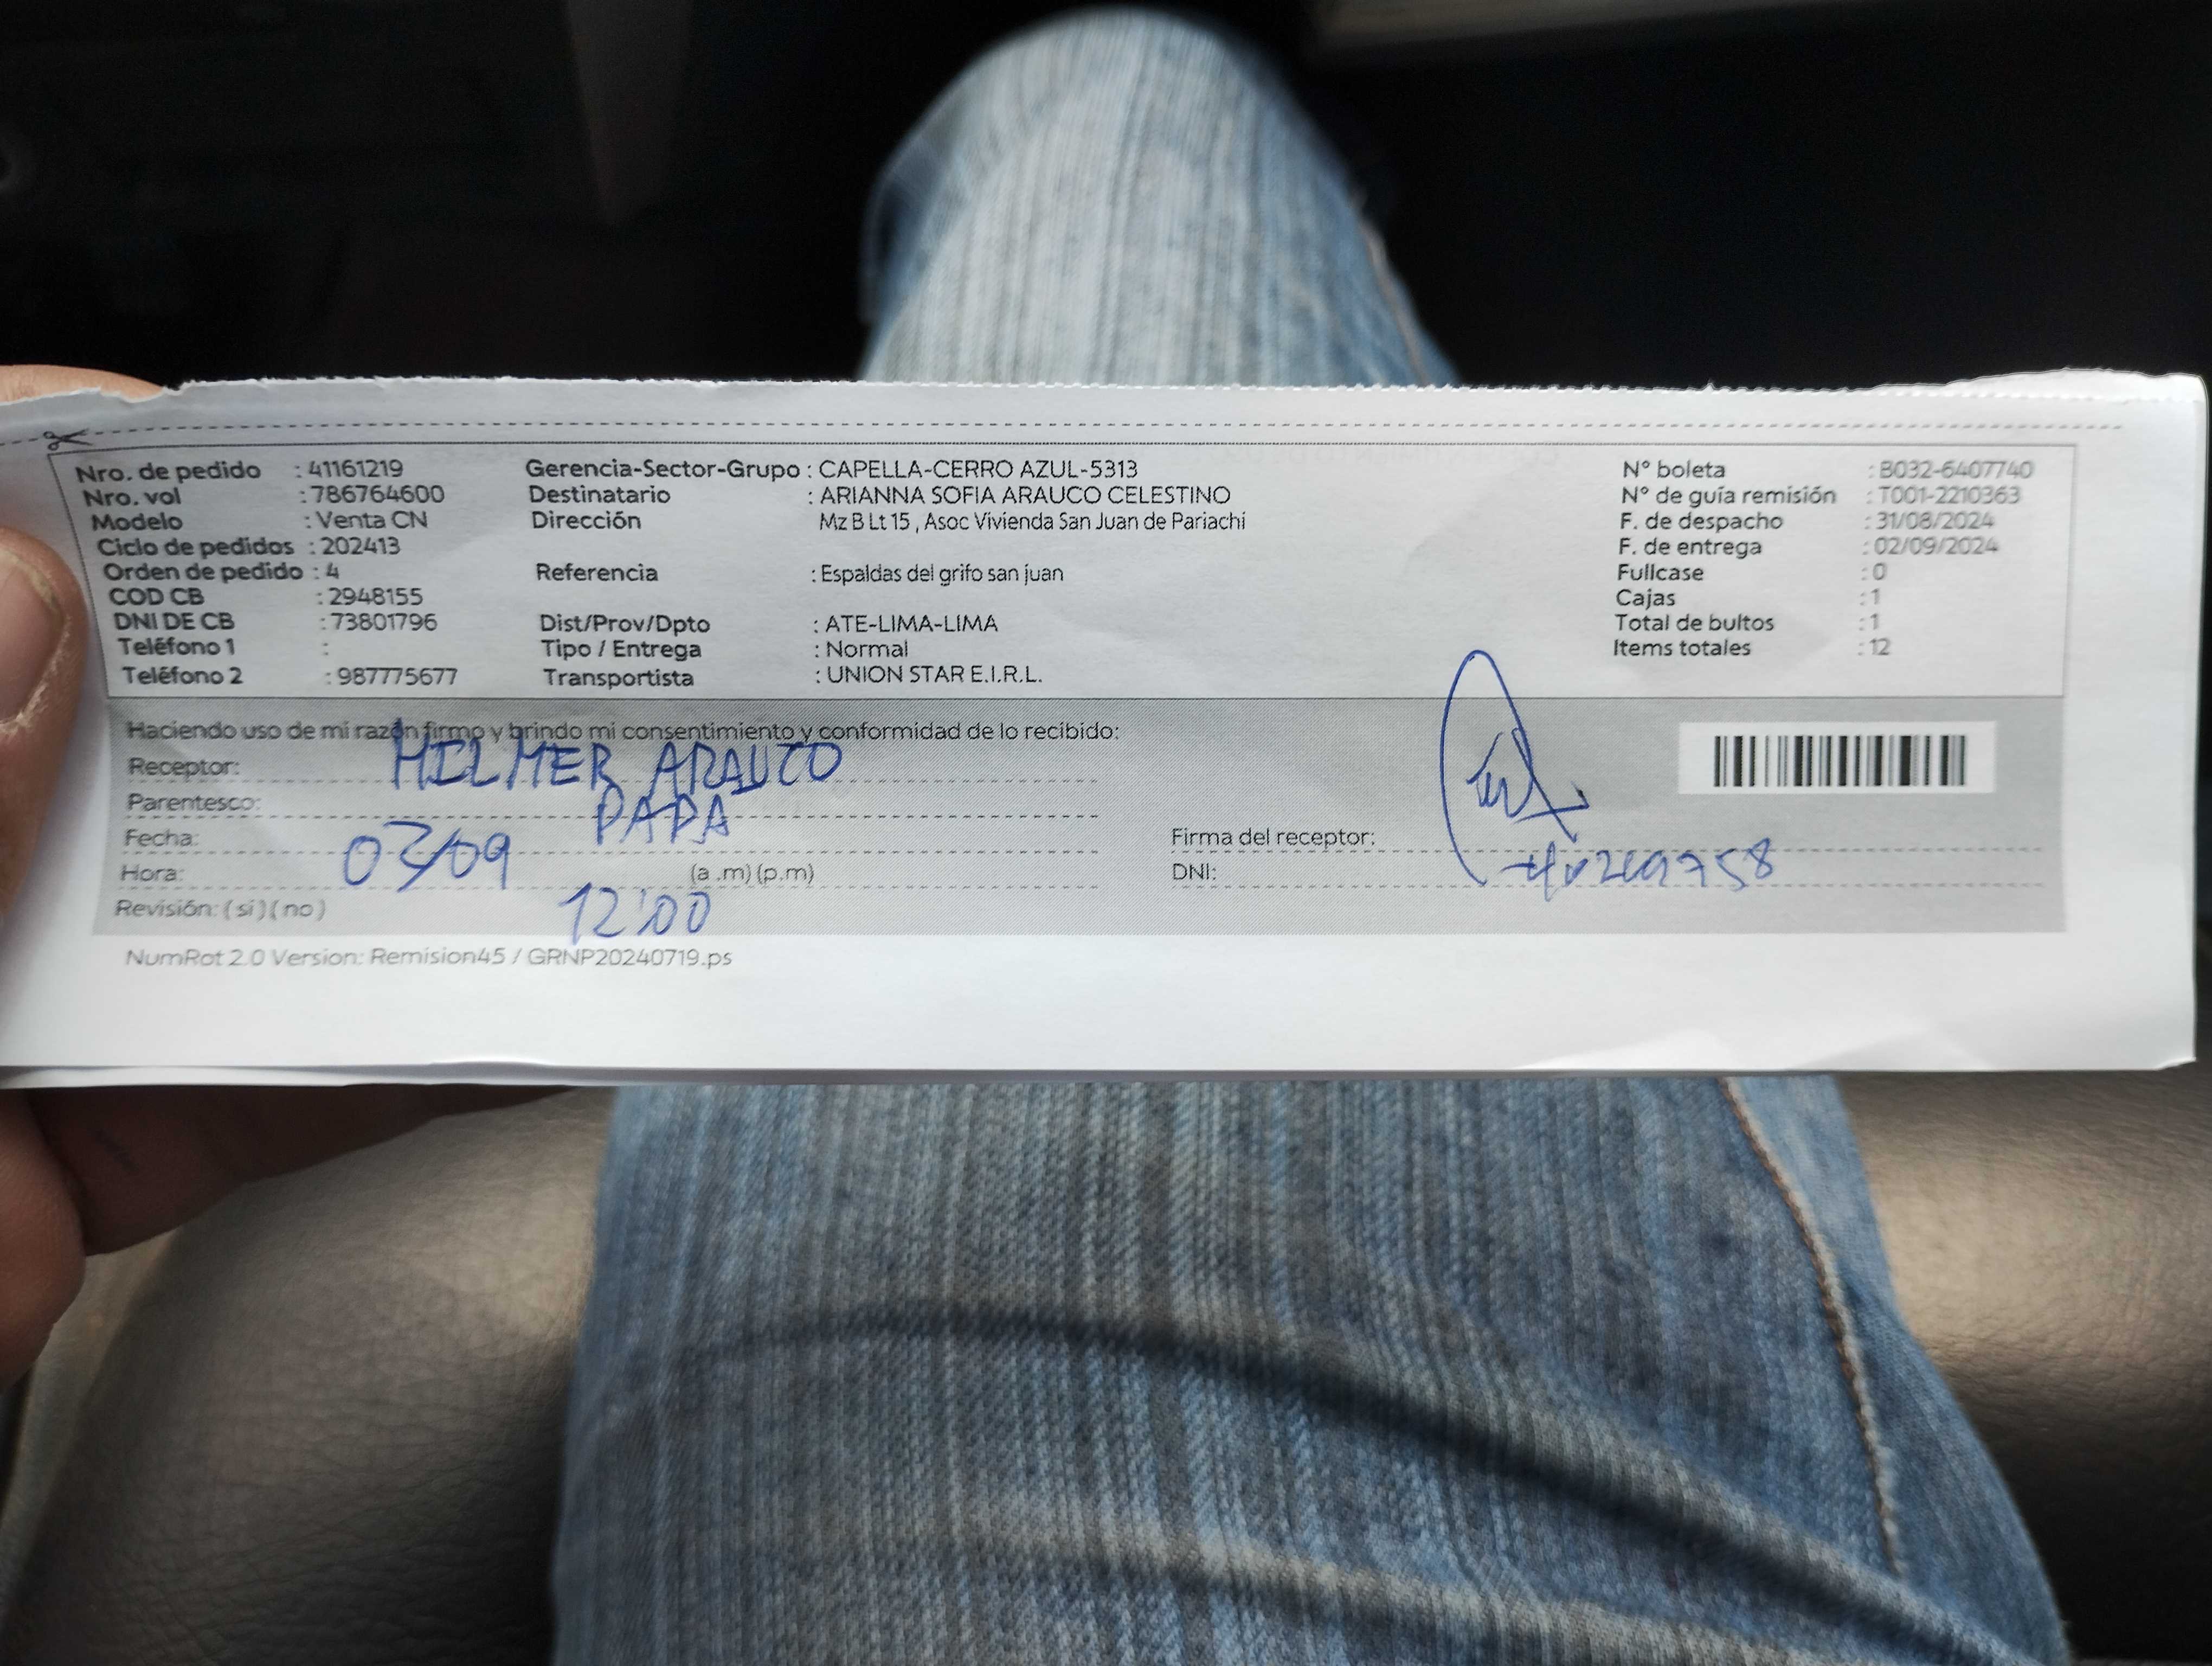 Nro. de pedido : 41161219 Gerencia-Sector-Grupo : CAPELLA-CERRO AZUL-5313 N° boleta : B032-6407740
Nro. vol : 786764600 Destinatario : ARIANNA SOFIA ARAUCO CELESTINO N° de guía remisión : T001-2210363
Modelo : Venta CN Dirección Mz B Lt 15 , Asoc Vivienda San Juan de Pariachi F. de despacho : 31/08/2024
Ciclo de pedidos : 202413 F. de entrega : 02/09/2024
Orden de pedido : 4 Referencia : Espaldas del grifo san juan Fullcase : 0
COD CB : 2948155 Cajas : 1
DNI DE CB : 73801796 Dist/Prov/Dpto : ATE-LIMA-LIMA Total de bultos : 1
Teléfono 1 : Tipo / Entrega : Normal Items totales : 12
Teléfono 2 : 987775677 Transportista : UNION STAR E.I.R.L.
Haciendo uso de mi razón firmo y brindo mi consentimiento y conformidad de lo recibido:
Receptor: HILMER ARAUCO
Parentesco: PAPA
Fecha: 03/09 Firma del receptor:
Hora: 12:00 (a .m) (p.m) DNI:
Revisión: ( si ) ( no )
NumRot 2.0 Version: Remision45 / GRNP20240719.ps